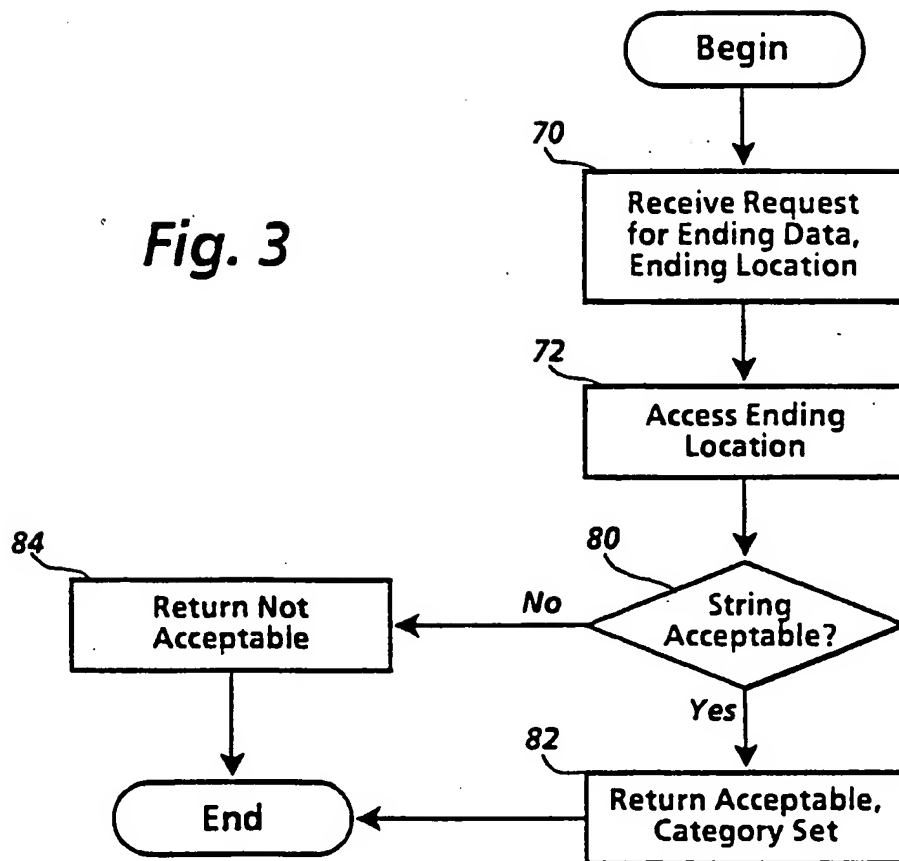 Begin
70
Receive Request
for Ending Data,
Ending Location
Fig. 3
72
Access Ending
Location
84
80
Return Not
Acceptable
No
String
Acceptable?
Yes
82
End
Return Acceptable,
Category Set